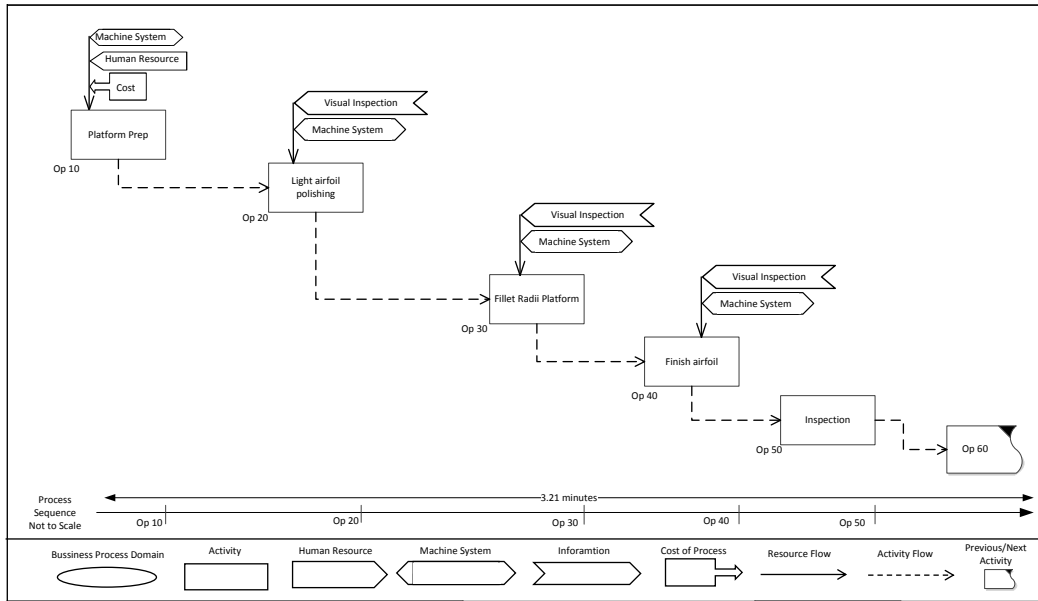 Machine System
Human Resource
Cost
Platform Prep
Op 10
Visual Inspection
Machine System
Light airfoil
polishing
Op 20
Visual Inspection
Machine System
Fillet Radii Platform
Op 30
Visual Inspection
Machine System
Finish airfoil
Op 40
Inspection
Op 50
Op 60
Process
Sequence
Not to Scale
3.21 minutes
Op 10
Op 20
Op 30
Op 40
Op 50
Bussiness Process Domain
Activity
Human Resource
Machine System
Inforamtion
Cost of Process
Resource Flow
Activity Flow
Previous/Next
Activity